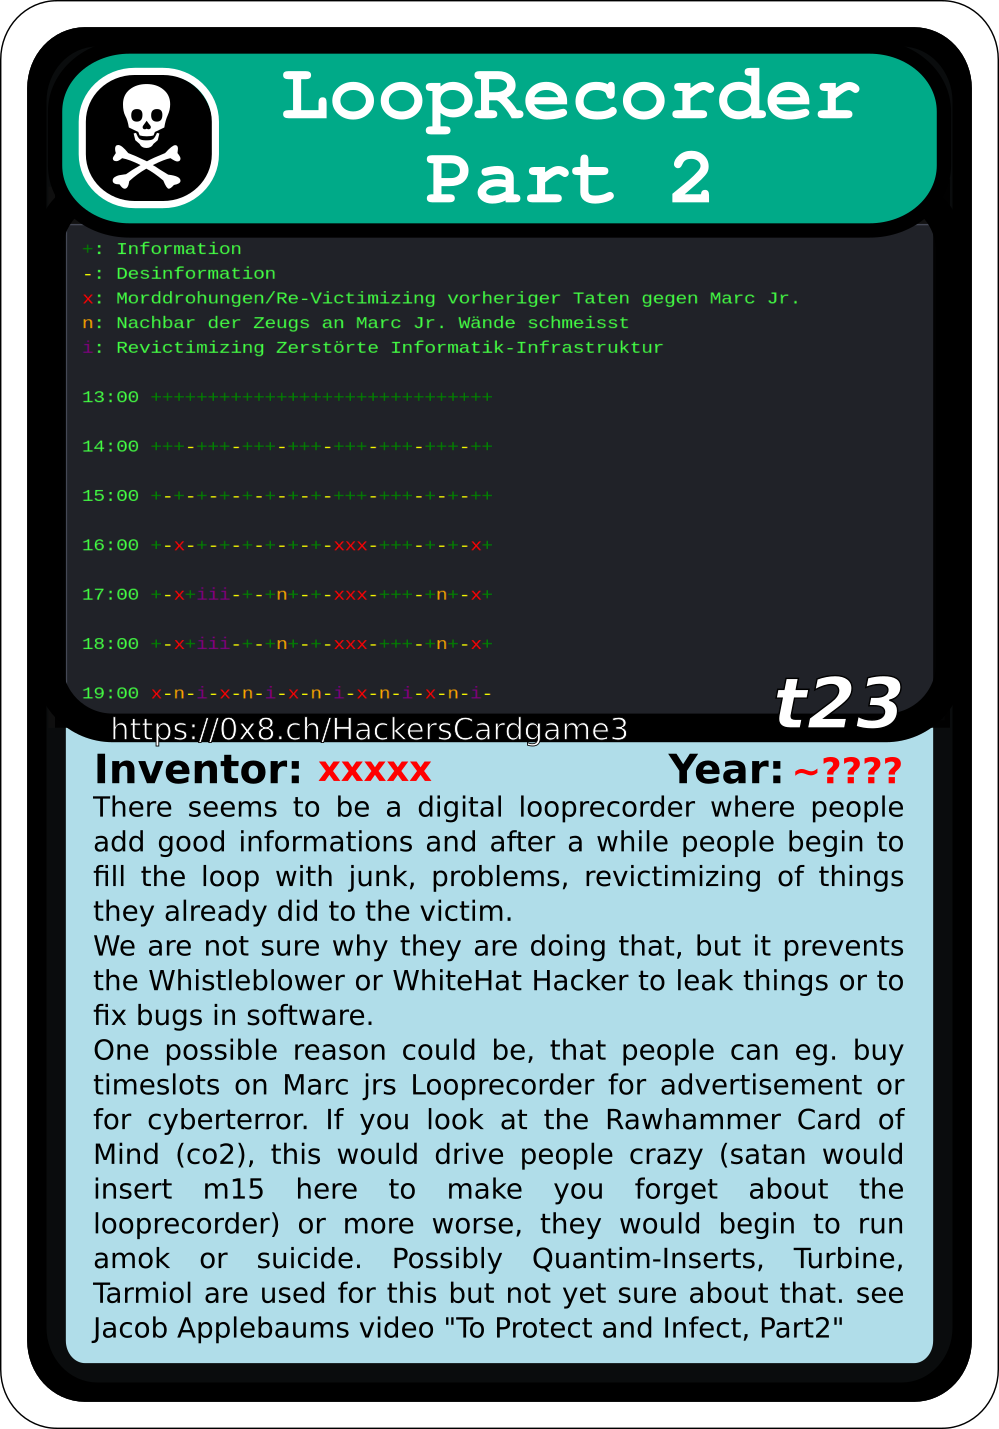 LoopRecorder
Part 2
+: Information
-: Desinformation
x: Morddrohungen/Re-Victimizing vorheriger Taten gegen Marc Jr.
n: Nachbar der Zeugs an Marc Jr. Wände schmeisst
i: Revictimizing Zerstörte Informatik-Infrastruktur
13:00 ++++++++++++++++++++++++++++++
14:00 +++-+++-+++-+++-+++-+++-+++-++
15:00 +-+-+-+-+-+-+-+-+++-+++-+-+-++
16:00 +-x-+-+-+-+-+-+-xxx-+++-+-+-x+
17:00 +-x+iii-+-+n+-+-xxx-+++-+n+-x+
18:00 +-x+iii-+-+n+-+-xxx-+++-+n+-x+
19:00 x-n-i-x-n-i-x-n-i-x-n-i-x-n-i-
t23
https://0x8.ch/HackersCardgame3
Inventor: xxxxx Year: ~????
There seems to be a digital looprecorder where people
add good informations and after a while people begin to
fill the loop with junk, problems, revictimizing of things
they already did to the victim.
We are not sure why they are doing that, but it prevents
the Whistleblower or WhiteHat Hacker to leak things or to
fix bugs in software.
One possible reason could be, that people can eg. buy
timeslots on Marc jrs Looprecorder for advertisement or
for cyberterror. If you look at the Rawhammer Card of
Mind (co2), this would drive people crazy (satan would
insert m15 here to make you forget about the
looprecorder) or more worse, they would begin to run
amok or suicide. Possibly Quantim-Inserts, Turbine,
Tarmiol are used for this but not yet sure about that. see
Jacob Applebaums video "To Protect and Infect, Part2"